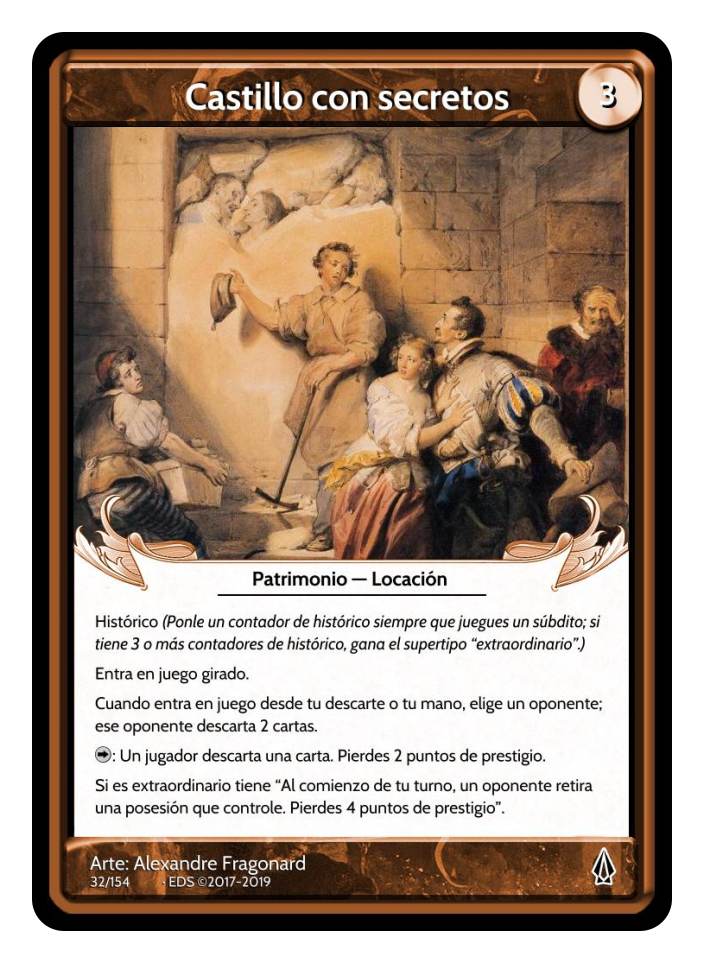 Castillo con secretos
3
Patrimonio — Locación
Histórico (Ponle un contador de histórico siempre que juegues un súbdito; si
tiene 3 o más contadores de histórico, gana el supertipo “extraordinario”.)
Entra en juego girado.
Cuando entra en juego desde tu descarte o tu mano, elige un oponente;
ese oponente descarta 2 cartas.
: Un jugador descarta una carta. Pierdes 2 puntos de prestigio.
Si es extraordinario tiene “Al comienzo de tu turno, un oponente retira
una posesión que controle. Pierdes 4 puntos de prestigio”.
Arte: Alexandre Fragonard
32/154 · EDS ©2017-2019